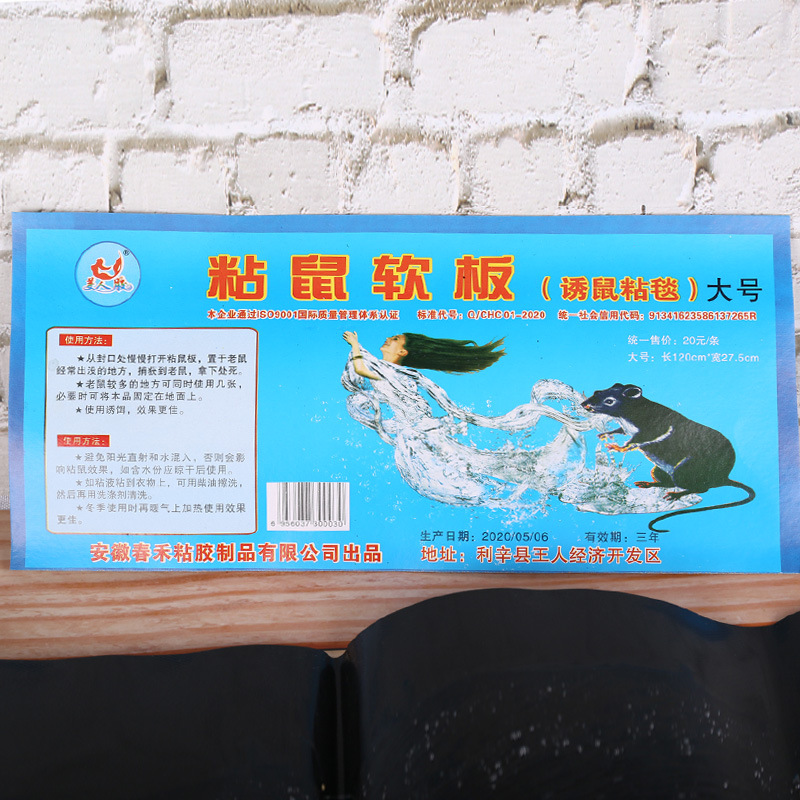 美人鼠®
粘鼠软板（诱鼠粘毯）大号
本企业通过ISO9001国际质量管理体系认证 标准代号：Q/CHC 01-2020 统一社会信用代码：91341623586137265R
使用方法：
★从封口处慢慢打开粘鼠板，置于老鼠
经常出没的地方，捕获到老鼠，拿下处死。
★老鼠较多的地方可同时使用几张，
必要时可将本品固定在地面上。
★使用诱饵，效果更佳。
使用方法：
★避免阳光直射和水混入，否则会影
响粘鼠效果，如含水份应晾干后使用。
★如粘液粘到衣物上，可用柴油擦洗，
然后再用洗涤剂清洗。
★冬季使用时再暖气上加热使用效果
更佳。
统一售价：20元/条
大号：长120cm*宽27.5cm
6 956037 300030
生产日期：2020/05/06 有效期：三年
安徽春禾粘胶制品有限公司出品
地址：利辛县王人经济开发区